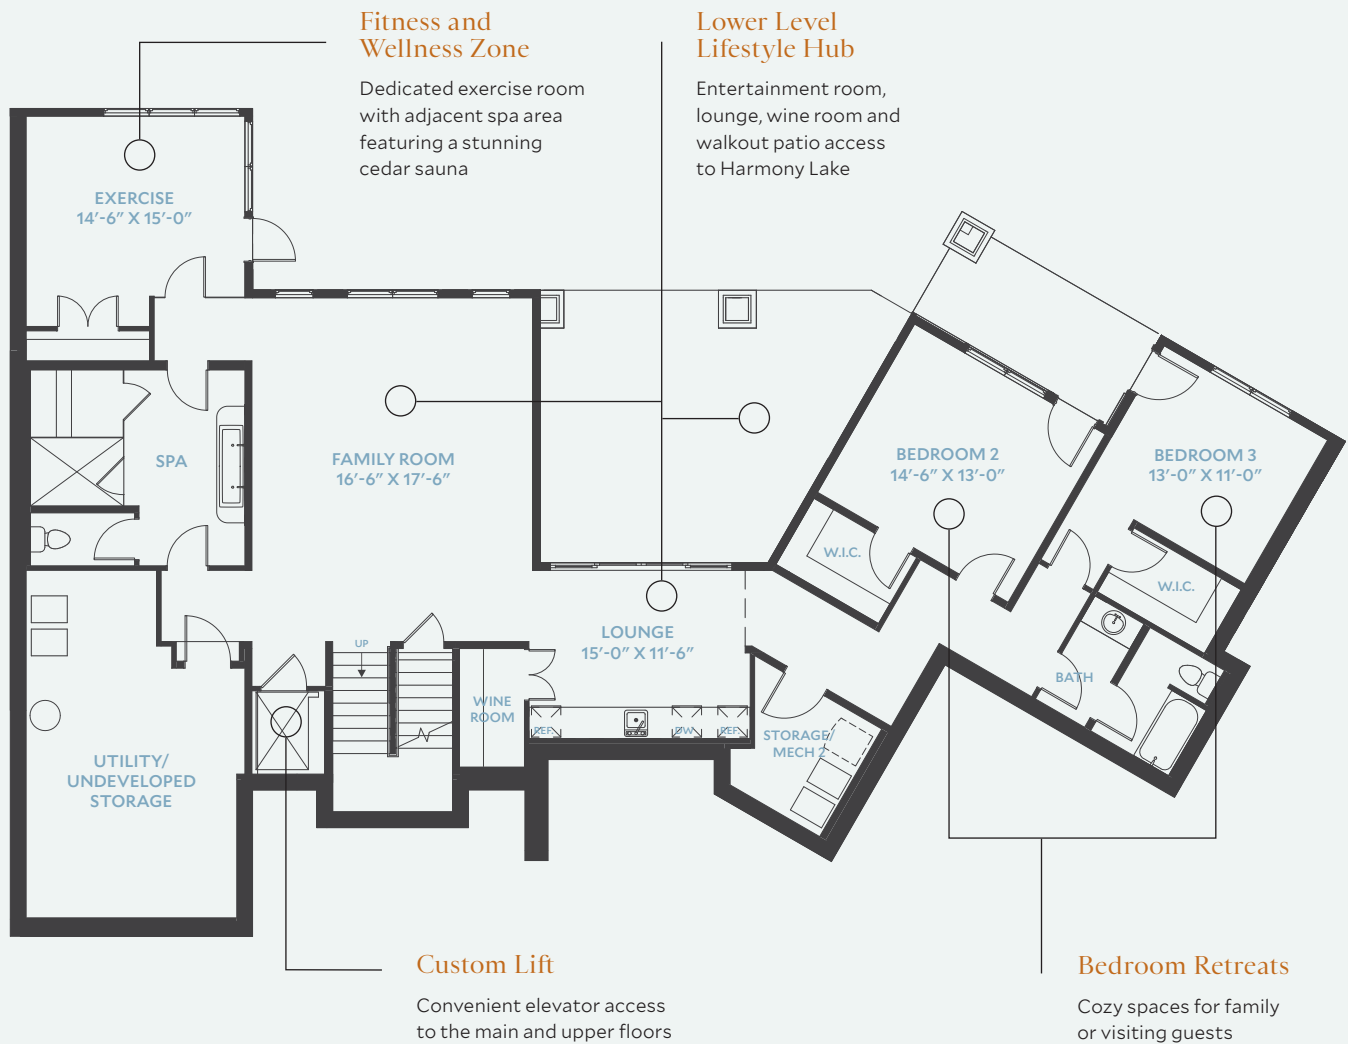 Fitness and
Wellness Zone
Dedicated exercise room
with adjacent spa area
featuring a stunning
cedar sauna
Lower Level
Lifestyle Hub
Entertainment room,
lounge, wine room and
walkout patio access
to Harmony Lake
EXERCISE
14'-6" X 15'-0"
SPA
FAMILY ROOM
16'-6" X 17'-6"
BEDROOM 2
14'-6" X 13'-0"
BEDROOM 3
13'-0" X 11'-0"
W.I.C.
W.I.C.
UP
LOUNGE
15'-0" X 11'-6"
BATH
WINE
ROOM
REF.
DW.
REF.
STORAGE/
MECH 2
UTILITY/
UNDEVELOPED
STORAGE
Custom Lift
Convenient elevator access
to the main and upper floors
Bedroom Retreats
Cozy spaces for family
or visiting guests